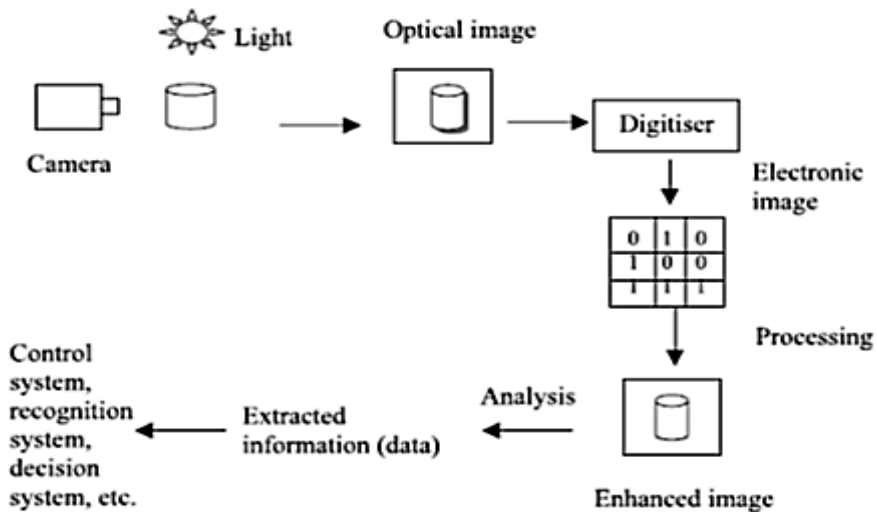 Light
Optical image
Camera
Digitiser
Electronic
image
0 1 0
1 0 0
1 1 1
Processing
Enhanced image
Analysis
Extracted
information (data)
Control
system,
recognition
system,
decision
system, etc.